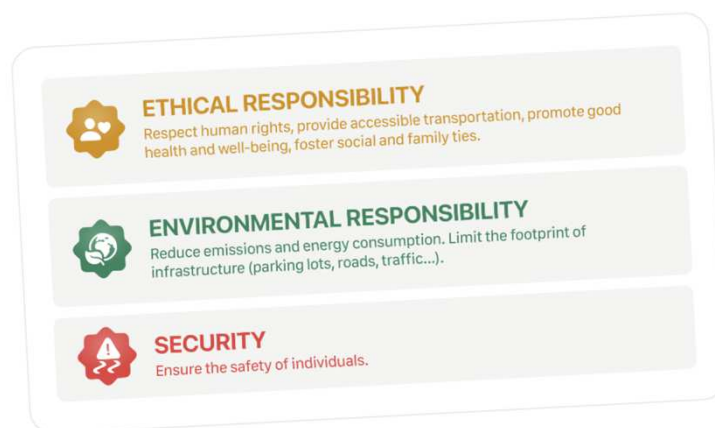 ETHICAL RESPONSIBILITY
Respect human rights, provide accessible transportation, promote good
health and well-being, foster social and family ties.
ENVIRONMENTAL RESPONSIBILITY
Reduce emissions and energy consumption. Limit the footprint of
infrastructure (parking lots, roads, traffic...).
SECURITY
Ensure the safety of individuals.